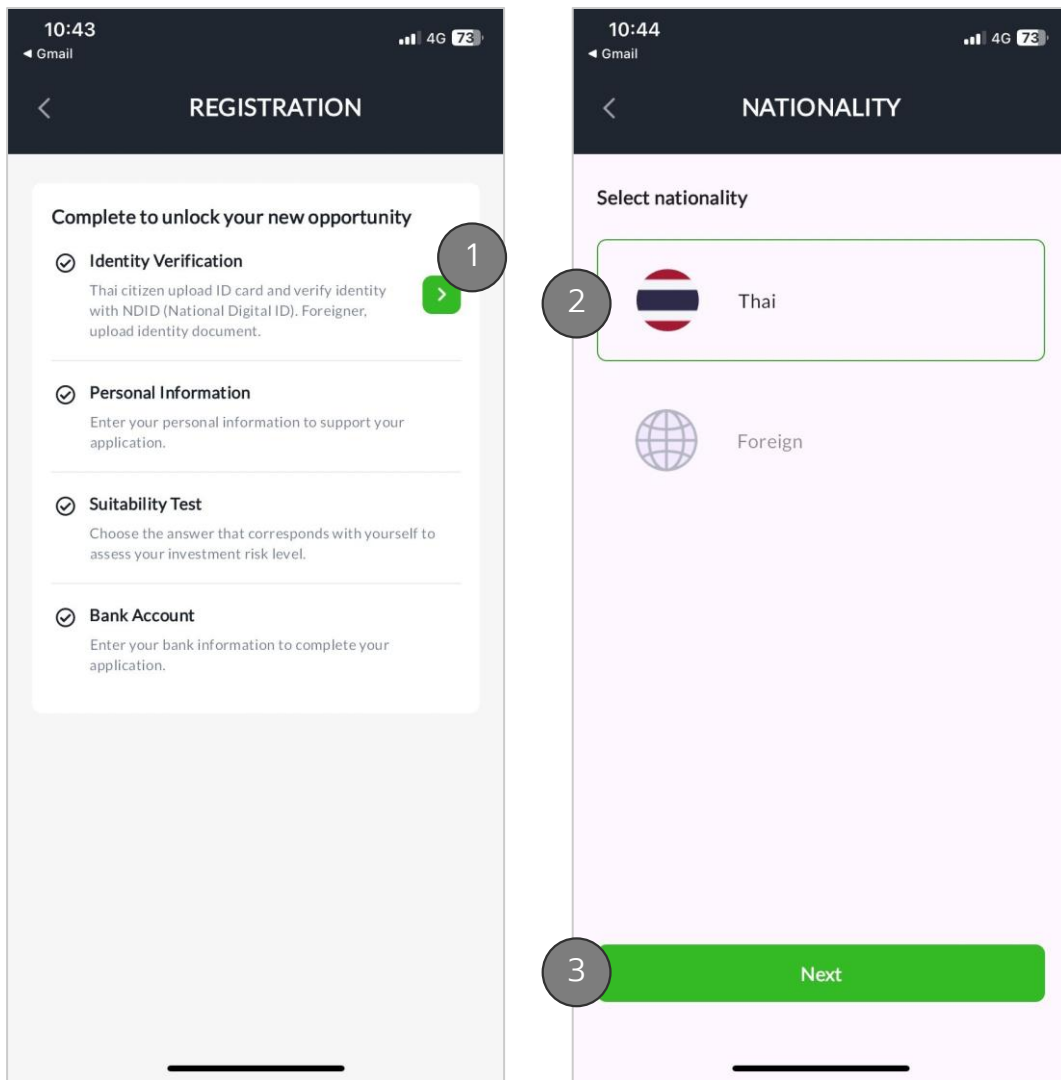 10:43
4G 73
◄ Gmail
REGISTRATION
Complete to unlock your new opportunity
Identity Verification
Thai citizen upload ID card and verify identity
with NDID (National Digital ID). Foreigner,
upload identity document.
1
Personal Information
Enter your personal information to support your
application.
Suitability Test
Choose the answer that corresponds with yourself to
assess your investment risk level.
Bank Account
Enter your bank information to complete your
application.
10:44
4G 73
◄ Gmail
NATIONALITY
Select nationality
2
Thai
Foreign
3
Next